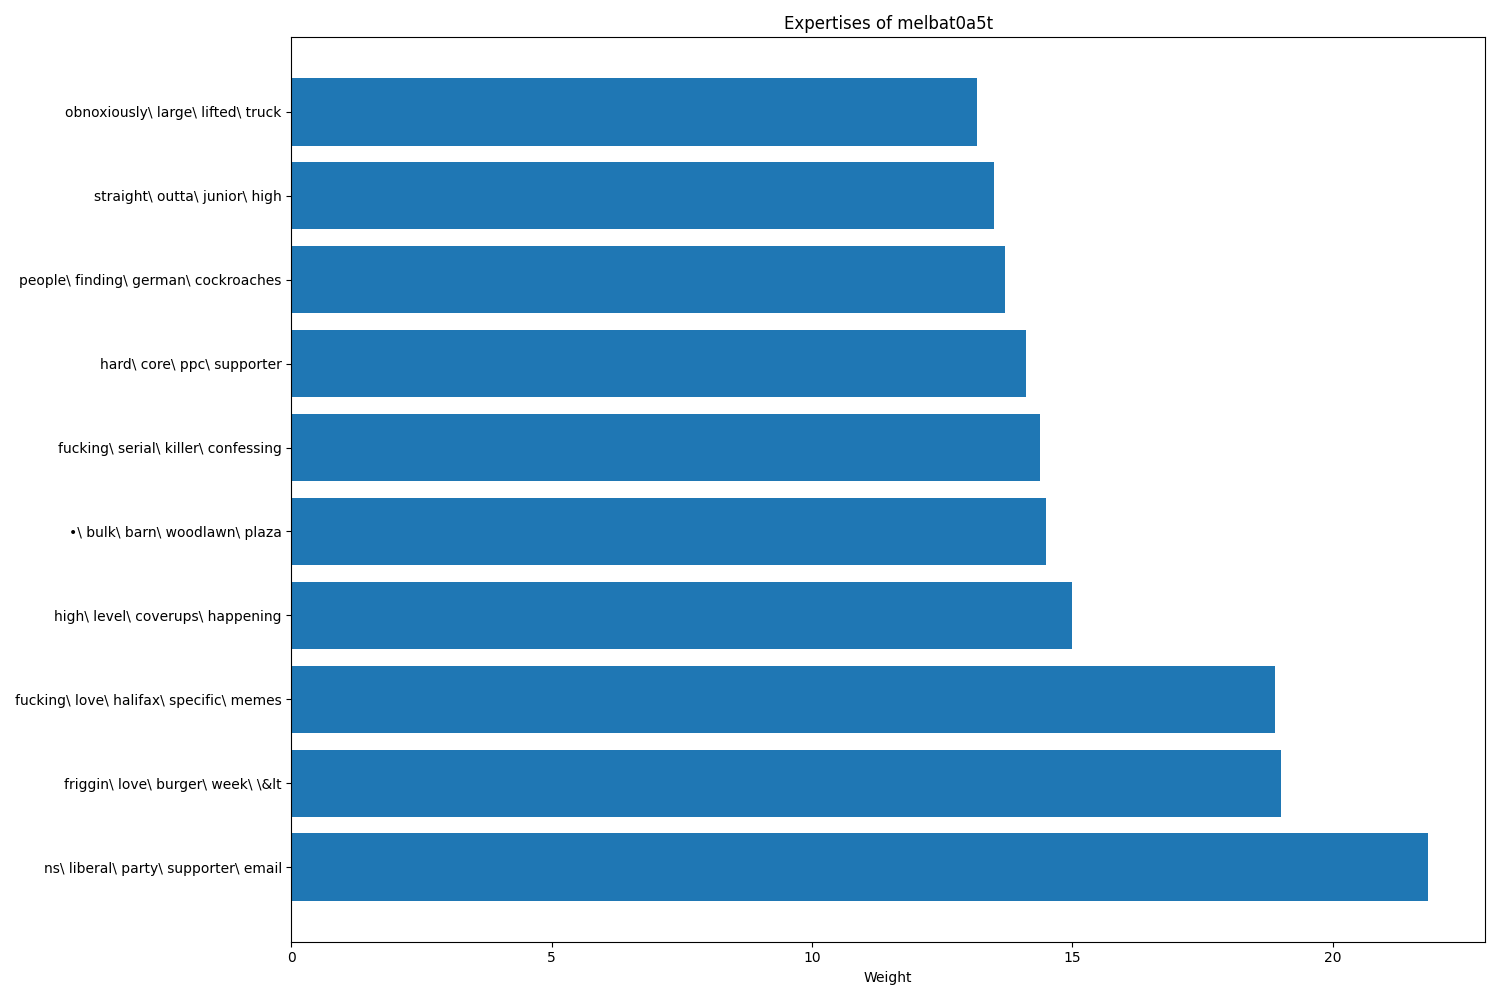 Expertises of melbat0a5t
obnoxiously\ large\ lifted\ truck
straight\ outta\ junior\ high
people\ finding\ german\ cockroaches
hard\ core\ ppc\ supporter
fucking\ serial\ killer\ confessing
•\ bulk\ barn\ woodlawn\ plaza
high\ level\ coverups\ happening
fucking\ love\ halifax\ specific\ memes
friggin\ love\ burger\ week\ \&lt
ns\ liberal\ party\ supporter\ email
0 5 10 15 20
Weight